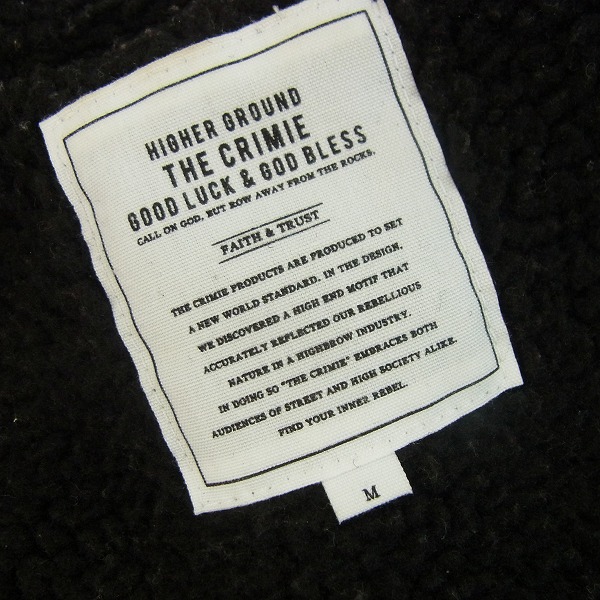 HIGHER GROUND
THE CRIMIE
GOOD LUCK & GOD BLESS
CALL ON GOD, BUT ROW AWAY FROM THE ROCKS.
FAITH & TRUST
THE CRIMIE PRODUCTS ARE PRODUCED TO SET
A NEW WORLD STANDARD. IN THE DESIGN,
WE DISCOVERED A HIGH END MOTIF THAT
ACCURATELY REFLECTED OUR REBELLIOUS
NATURE IN A HIGHBROW INDUSTRY.
IN DOING SO "THE CRIMIE" EMBRACES BOTH
AUDIENCES OF STREET AND HIGH SOCIETY ALIKE.
FIND YOUR INNER REBEL.
M